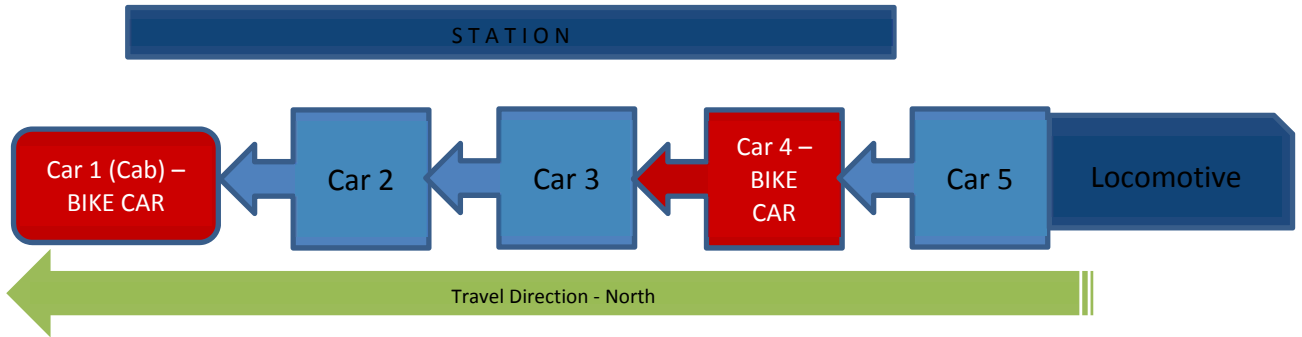 S T A T I O N
Car 1 (Cab) –
BIKE CAR
Car 2
Car 3
Car 4 –
BIKE
CAR
Car 5
Locomotive
Travel Direction - North